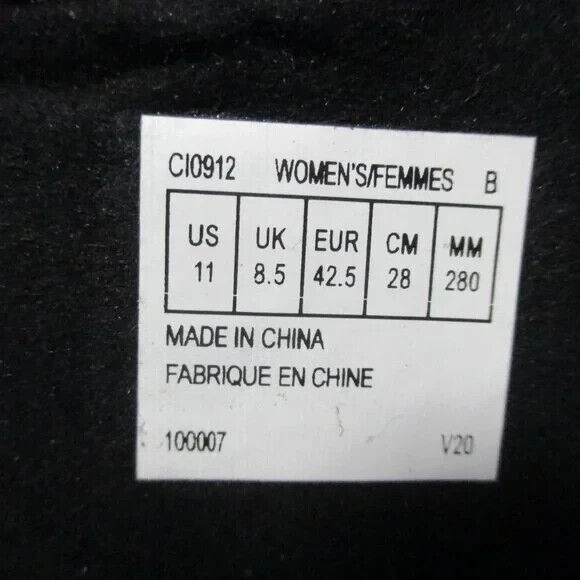 CI0912 WOMEN'S/FEMMES B
US UK EUR CM MM
11 8.5 42.5 28 280
MADE IN CHINA
FABRIQUE EN CHINE
100007 V20